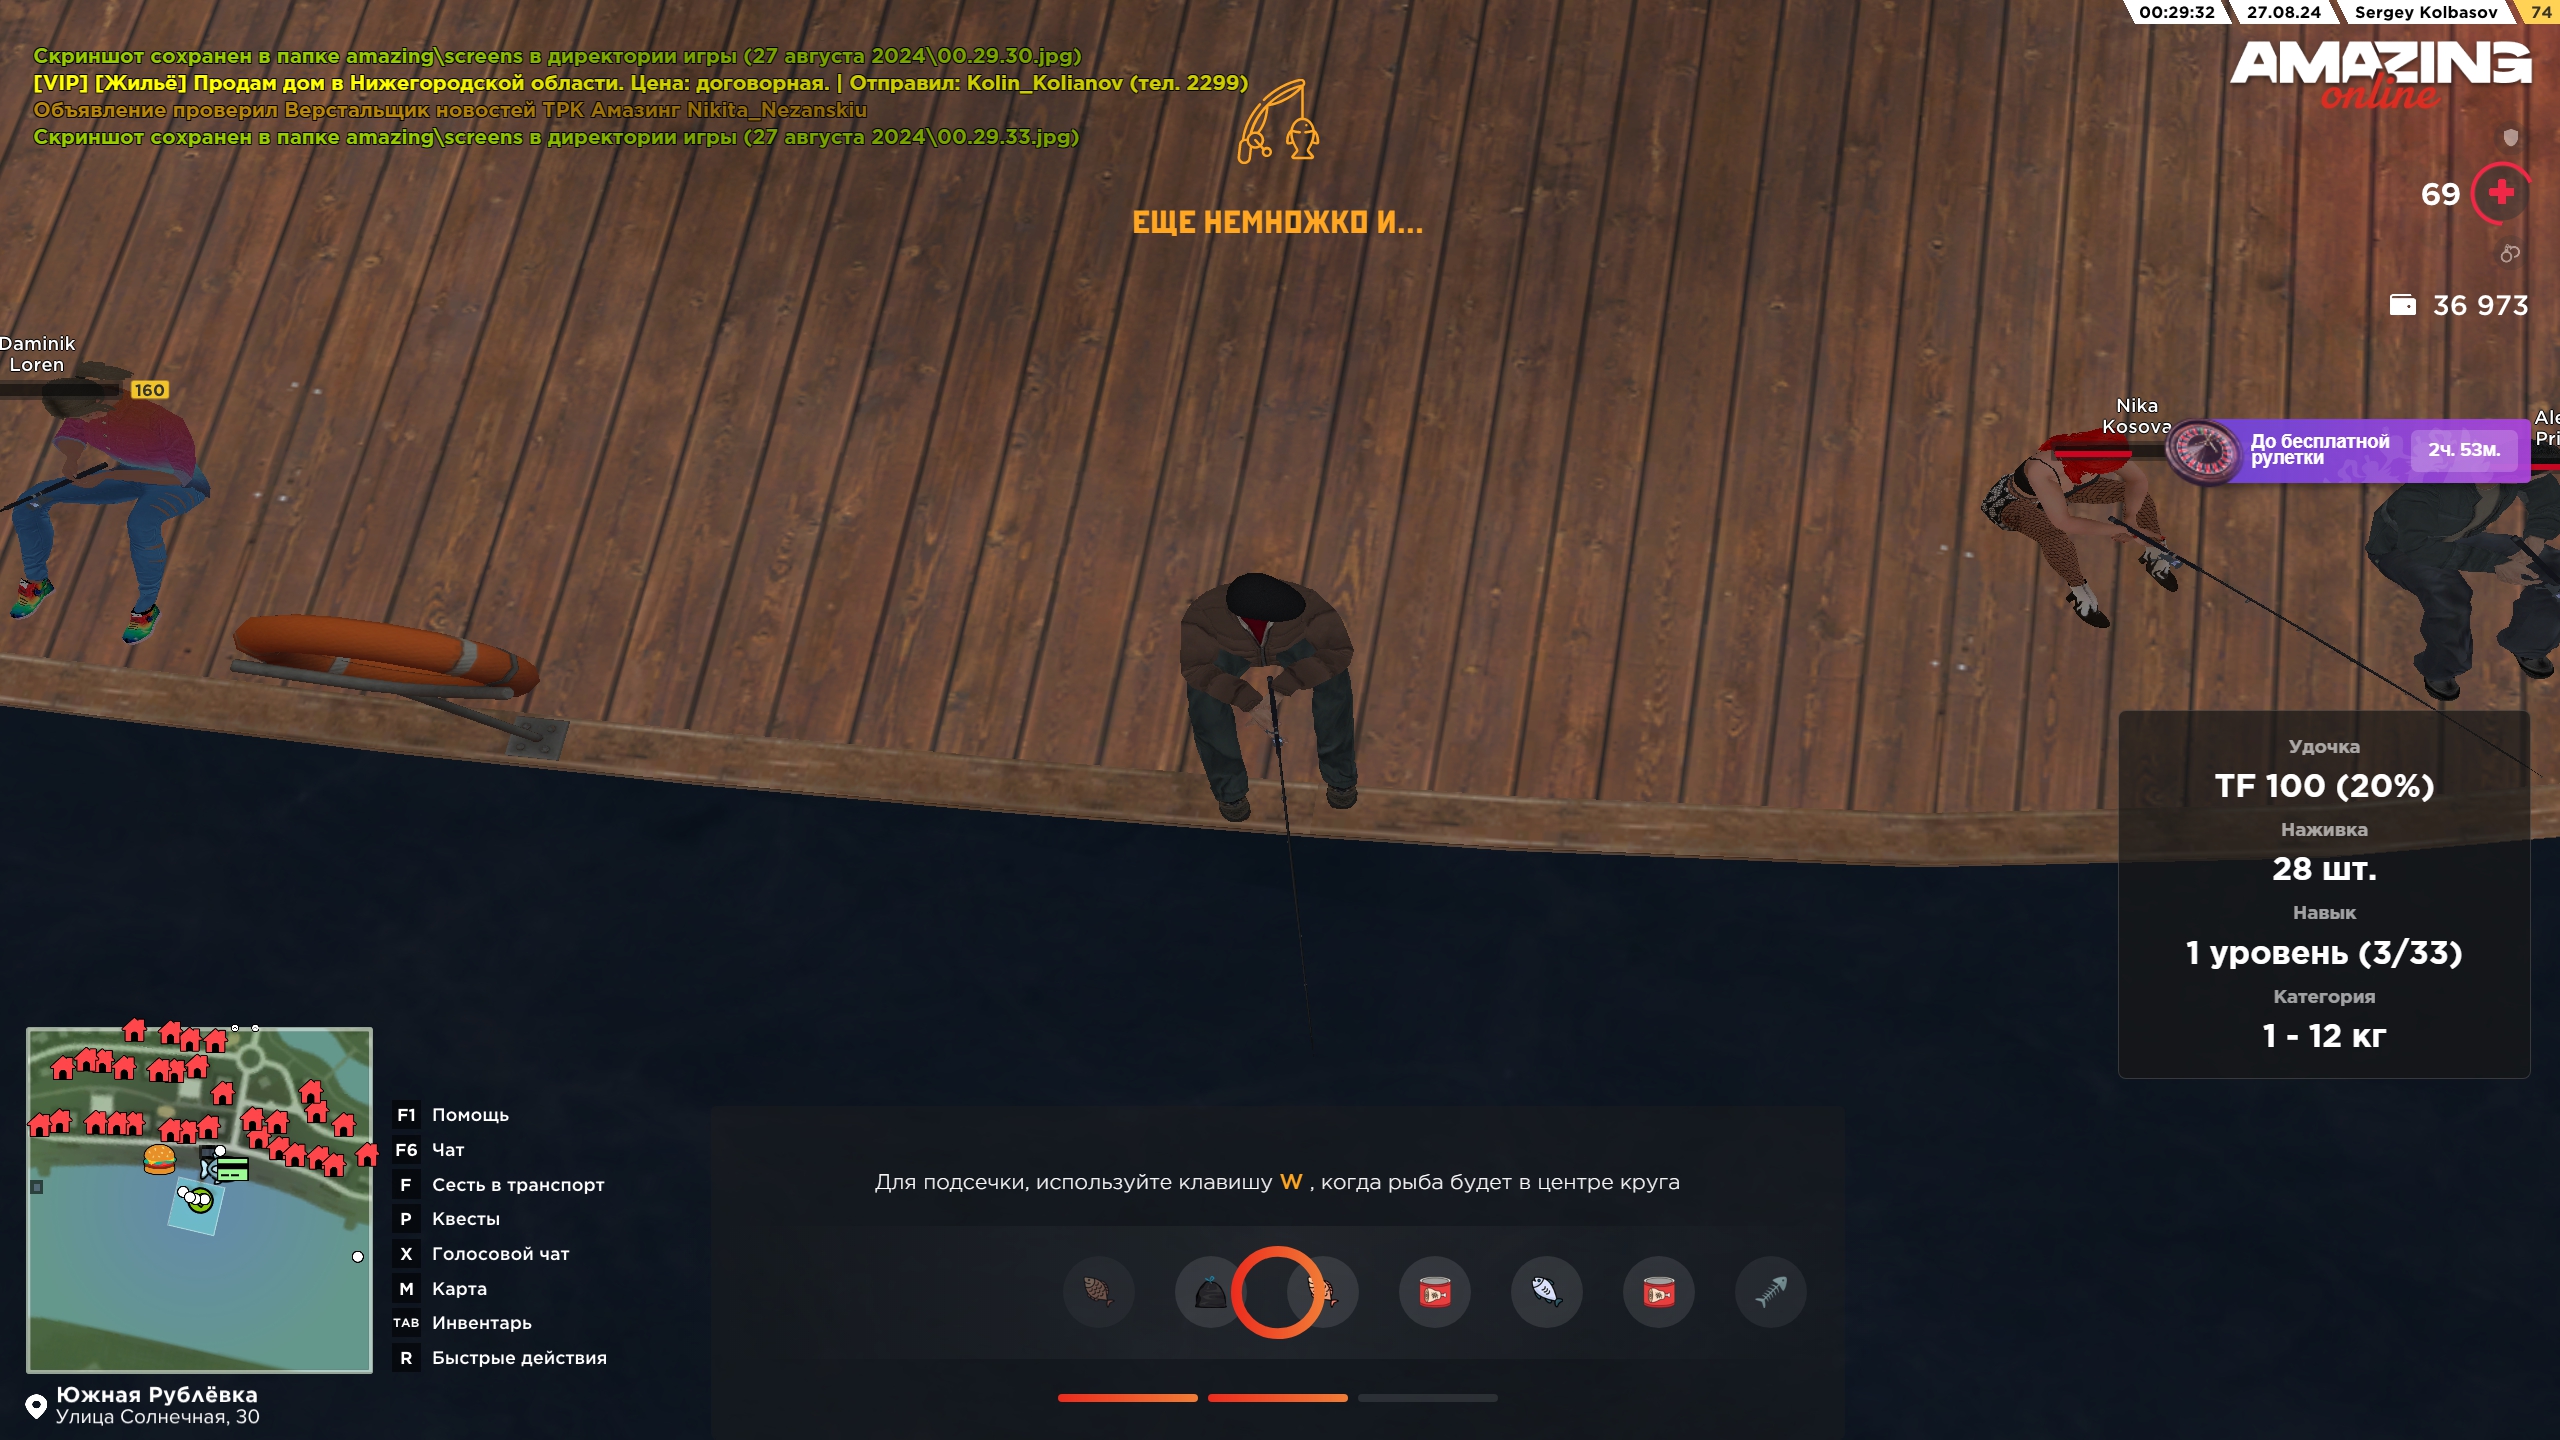 00:29:32 27.08.24 Sergey Kolbasov 74
AMAZING
online
Скриншот сохранен в папке amazing\screens в директории игры (27 августа 2024\00.29.30.jpg)
[VIP] [Жильё] Продам дом в Нижегородской области. Цена: договорная. | Отправил: Kolin_Kolianov (тел. 2299)
Объявление проверил Верстальщик новостей ТРК Амазинг Nikita_Nezanskiu
Скриншот сохранен в папке amazing\screens в директории игры (27 августа 2024\00.29.33.jpg)
ЕЩЕ НЕМНОЖКО И...
69
36 973
Daminik
Loren
160
Nika
Kosova
Ale
Pri
До бесплатной
рулетки
2ч. 53м.
Удочка
TF 100 (20%)
Наживка
28 шт.
Навык
1 уровень (3/33)
Категория
1 - 12 кг
F1 Помощь
F6 Чат
F Сесть в транспорт
P Квесты
X Голосовой чат
M Карта
TAB Инвентарь
R Быстрые действия
Для подсечки, используйте клавишу W , когда рыба будет в центре круга
Южная Рублёвка
Улица Солнечная, 30